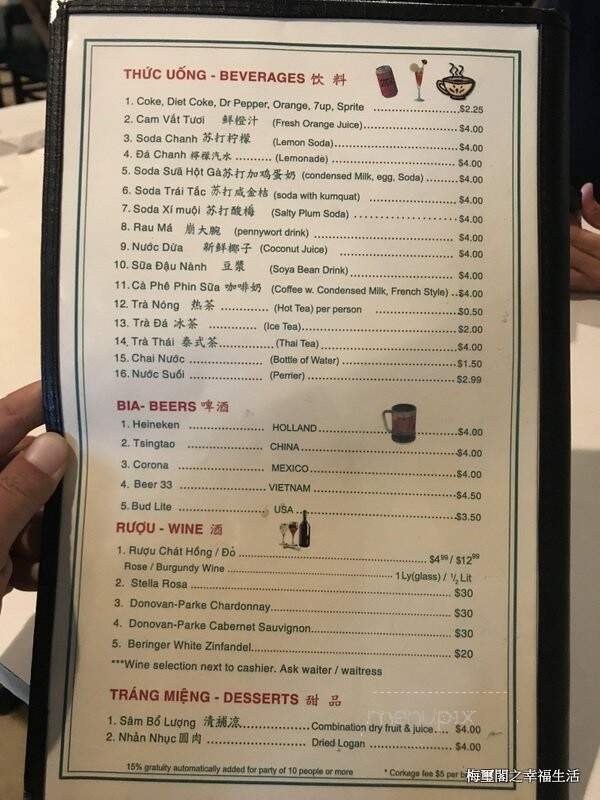 THỨC UỐNG - BEVERAGES 饮 料
1. Coke, Diet Coke, Dr Pepper, Orange, 7up, Sprite $2.25
2. Cam Vắt Tươi 鲜橙汁 (Fresh Orange Juice) $4.00
3. Soda Chanh 苏打柠檬 (Lemon Soda) $4.00
4. Đá Chanh 檸檬汽水 (Lemonade) $4.00
5. Soda Sưã Hột Gà 苏打加鸡蛋奶 (condensed Milk, egg, Soda) $4.00
6. Soda Trái Tắc 苏打咸金桔 (soda with kumquat) $4.00
7. Soda Xí muội 苏打酸梅 (Salty Plum Soda) $4.00
8. Rau Má 崩大腕 (pennywort drink) $4.00
9. Nước Dừa 新鲜椰子 (Coconut Juice) $4.00
10. Sữa Đậu Nành 豆漿 (Soya Bean Drink) $4.00
11. Cà Phê Phin Sữa 咖啡奶 (Coffee w. Condensed Milk, French Style) $4.00
12. Trà Nóng 热茶 (Hot Tea) per person $0.50
13. Trà Đá 冰茶 (Ice Tea) $2.00
14. Trà Thái 泰式茶 (Thai Tea) $4.00
15. Chai Nước (Bottle of Water) $1.50
16. Nước Suối (Perrier) $2.99
BIA- BEERS 啤酒
1. Heineken HOLLAND $4.00
2. Tsingtao CHINA $4.00
3. Corona MEXICO $4.00
4. Beer 33 VIETNAM $4.50
5. Bud Lite USA $3.50
RƯỢU - WINE 酒
1. Rượu Chát Hồng / Đỏ $4⁹⁹ / $12⁹⁹
Rose / Burgundy Wine 1Ly(glass) / ½ Lit
2. Stella Rosa $30
3. Donovan-Parke Chardonnay $30
4. Donovan-Parke Cabernet Sauvignon $30
5. Beringer White Zinfandel $20
***Wine selection next to cashier. Ask waiter / waitress
TRÁNG MIỆNG - DESSERTS 甜 品
menupix
1. Sâm Bổ Lượng 清補凉 Combination dry fruit & juice $4.00
2. Nhản Nhục 圆肉 Dried Logan $4.00
15% gratuity automatically added for party of 10 people or more * Corkage fee $5 per
梅璽閣之幸福生活